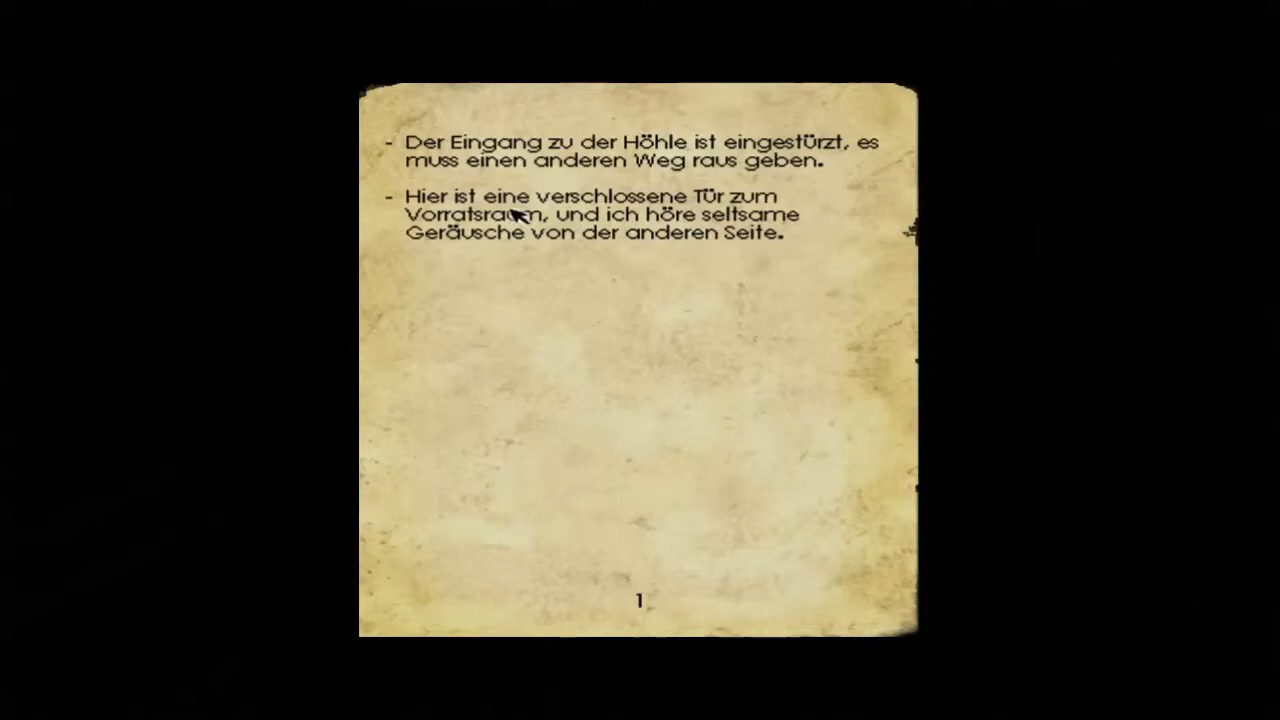 - Der Eingang zu der Höhle ist eingestürzt, es
muss einen anderen Weg raus geben.
- Hier ist eine verschlossene Tür zum
Vorratsraum, und ich höre seltsame
Geräusche von der anderen Seite.
1